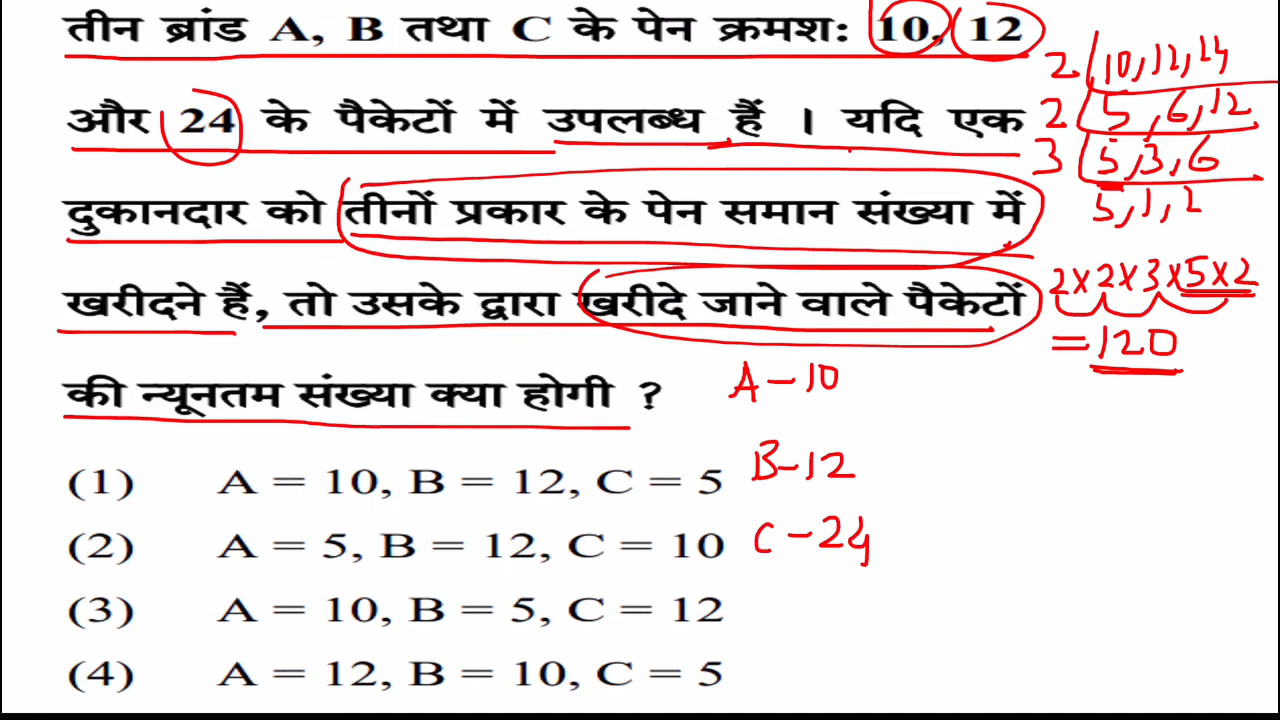 तीन ब्रांड A, B तथा C के पेन क्रमशः 10, 12
और 24 के पैकेटों में उपलब्ध हैं । यदि एक
दुकानदार को तीनों प्रकार के पेन समान संख्या में
खरीदने हैं, तो उसके द्वारा खरीदे जाने वाले पैकेटों
की न्यूनतम संख्या क्या होगी ?
(1) A = 10, B = 12, C = 5
(2) A = 5, B = 12, C = 10
(3) A = 10, B = 5, C = 12
(4) A = 12, B = 10, C = 5
2 10, 12, 24
2 5, 6, 12
3 5, 3, 6
5, 1, 2
2 × 2 × 3 × 5 × 2
= 120
A – 10
B – 12
C – 24